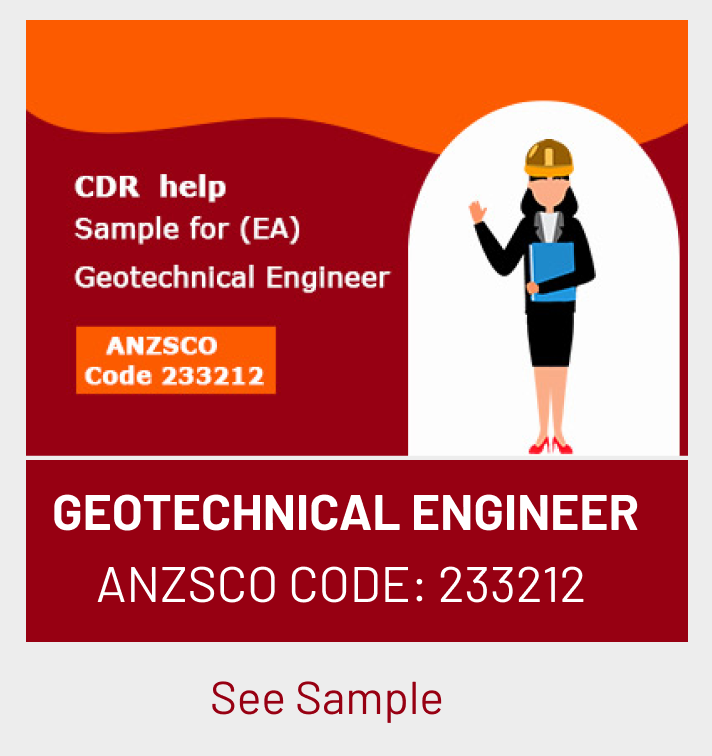 CDR help
Sample for (EA)
Geotechnical Engineer
ANZSCO
Code 233212
GEOTECHNICAL ENGINEER
ANZSCO CODE: 233212
See Sample